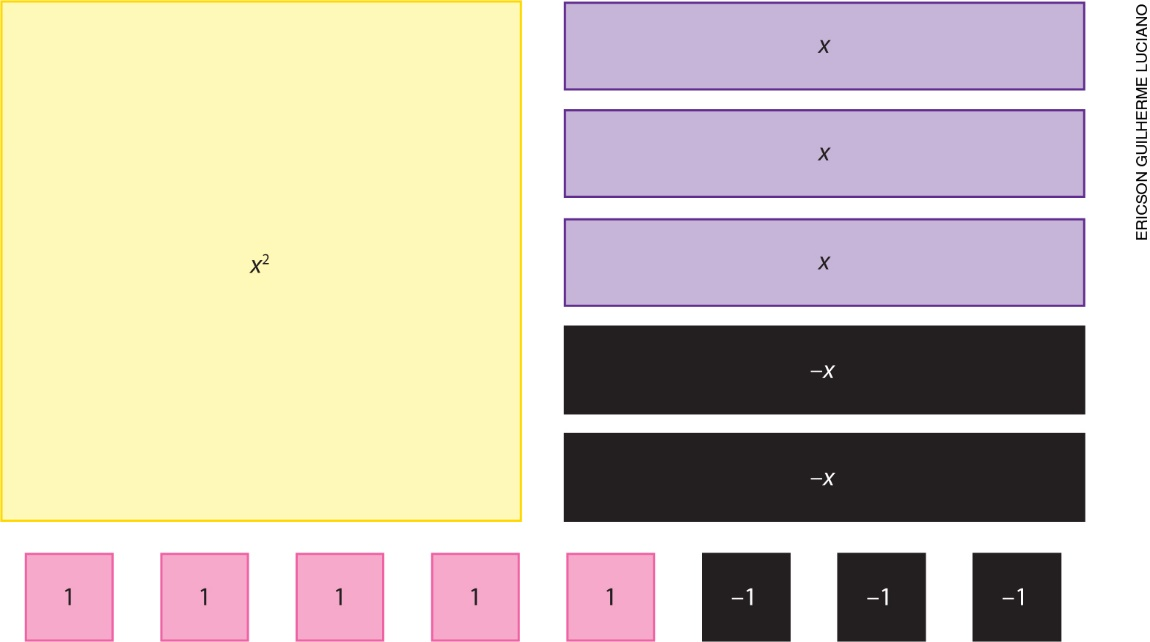 x²
x
x
x
–x
–x
1
1
1
1
1
–1
–1
–1
ERICSON GUILHERME LUCIANO